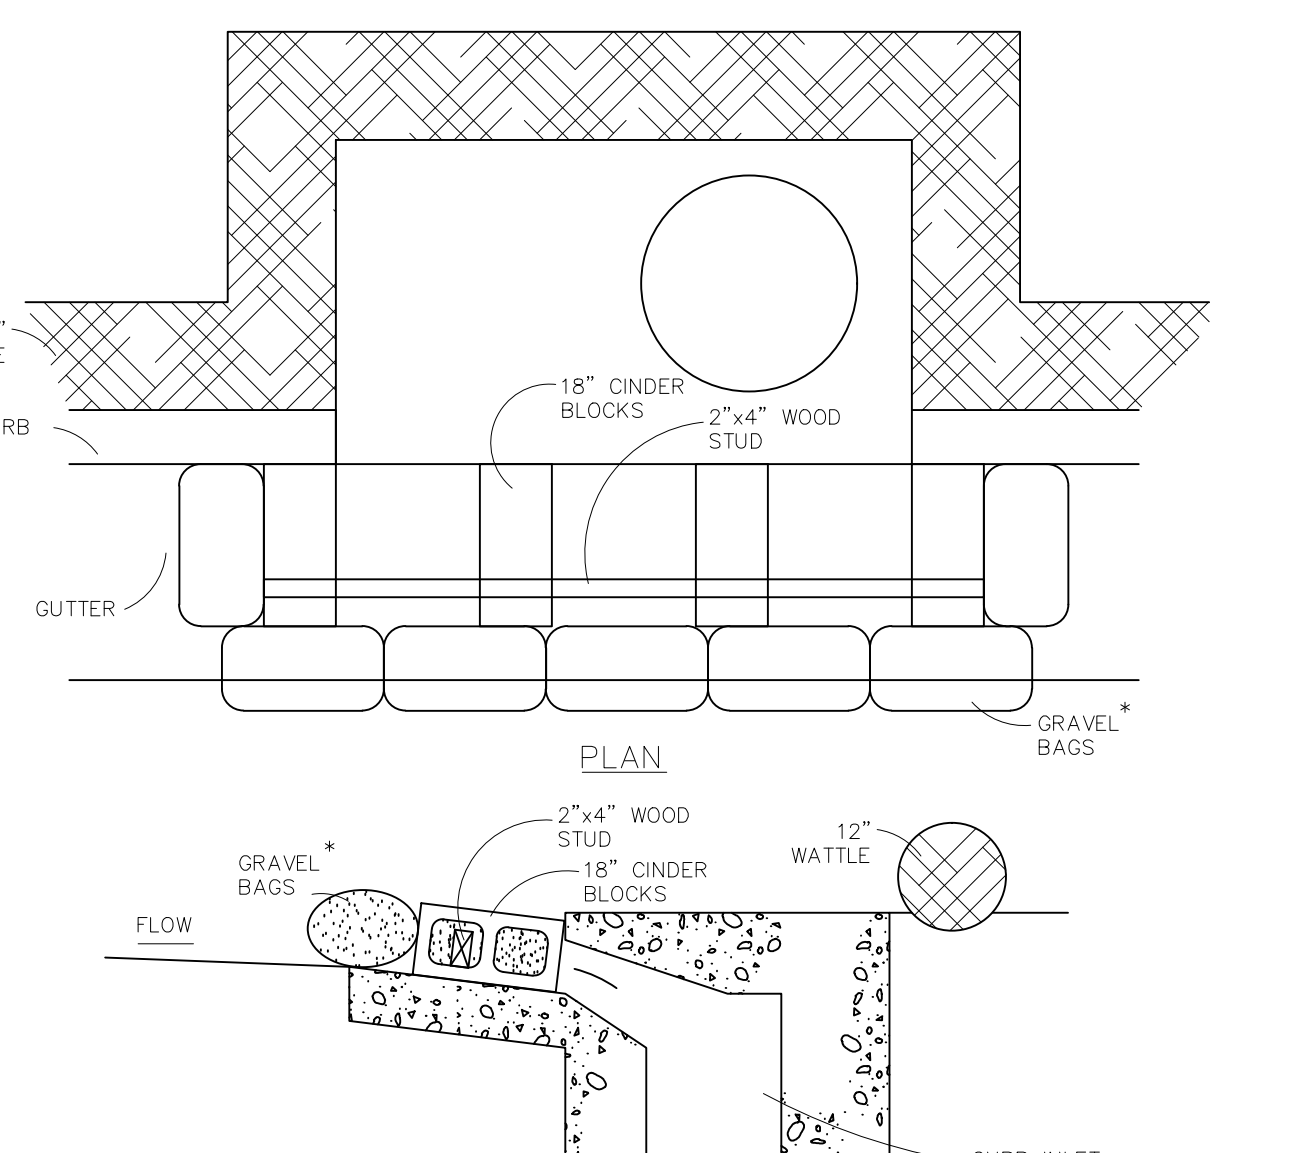 18" CINDER
BLOCKS
2"x4" WOOD
STUD
RB
GUTTER
GRAVEL*
BAGS
PLAN
2"x4" WOOD
STUD
12"
WATTLE
GRAVEL*
BAGS
18" CINDER
BLOCKS
FLOW